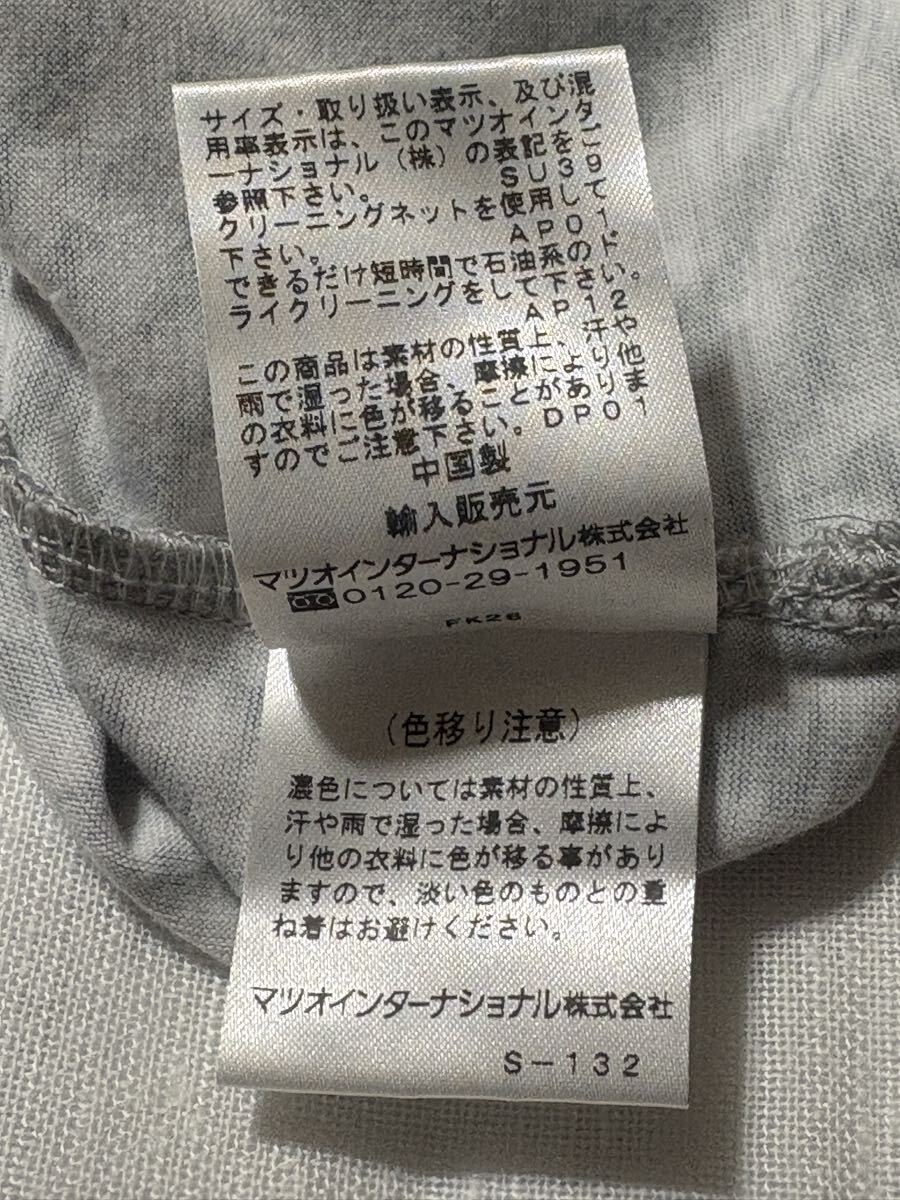 サイズ・取り扱い表示、及び混
用率表示は、このマツオインタ
ーナショナル（株）の表記をご
参照下さい。 SU39
クリーニングネットを使用して
下さい。 AP01
できるだけ短時間で石油系のド
ライクリーニングをして下さい。
AP12
この商品は素材の性質上、汗や
雨で湿った場合、摩擦により他
の衣料に色が移ることがありま
すのでご注意下さい。DP01
中国製
輸入販売元
マツオインターナショナル株式会社
0120-29-1951
FK26
（色移り注意）
濃色については素材の性質上、
汗や雨で湿った場合、摩擦によ
り他の衣料に色が移る事があり
ますので、淡い色のものとの重
ね着はお避けください。
マツオインターナショナル株式会社
S-132